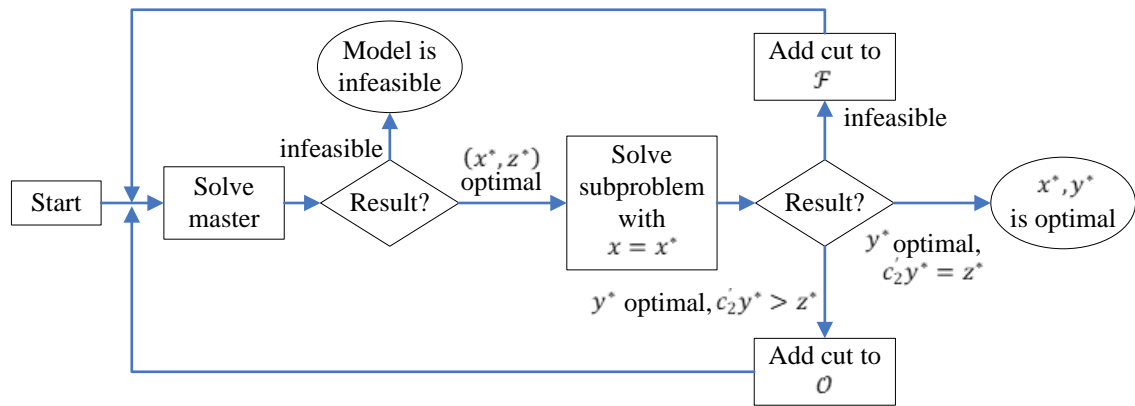 Start
Solve
master
Result?
infeasible
Model is
infeasible
(x*, z*)
optimal
Solve
subproblem
with
x = x*
Result?
infeasible
Add cut to
ℱ
y* optimal,
c₂′y* = z*
x*, y*
is optimal
y* optimal, c₂′y* > z*
Add cut to
𝒪